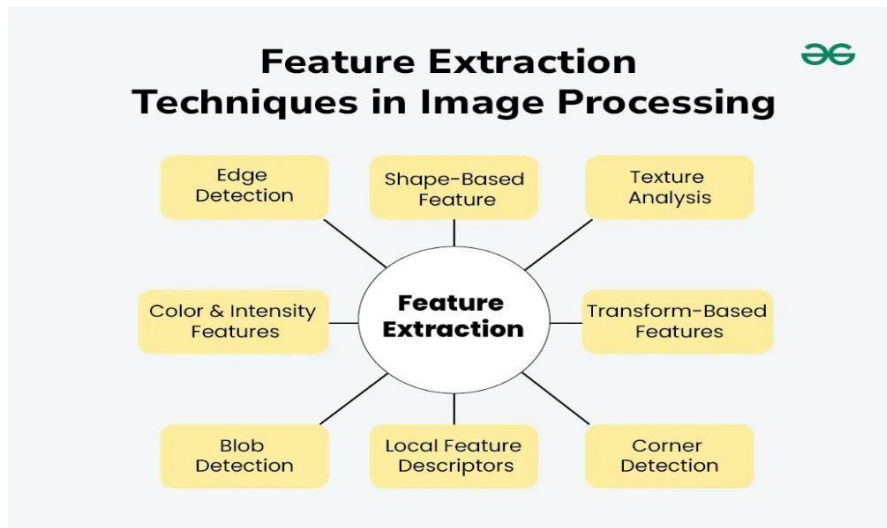 Feature Extraction
Techniques in Image Processing
Edge
Detection
Shape-Based
Feature
Texture
Analysis
Color & Intensity
Features
Feature
Extraction
Transform-Based
Features
Blob
Detection
Local Feature
Descriptors
Corner
Detection